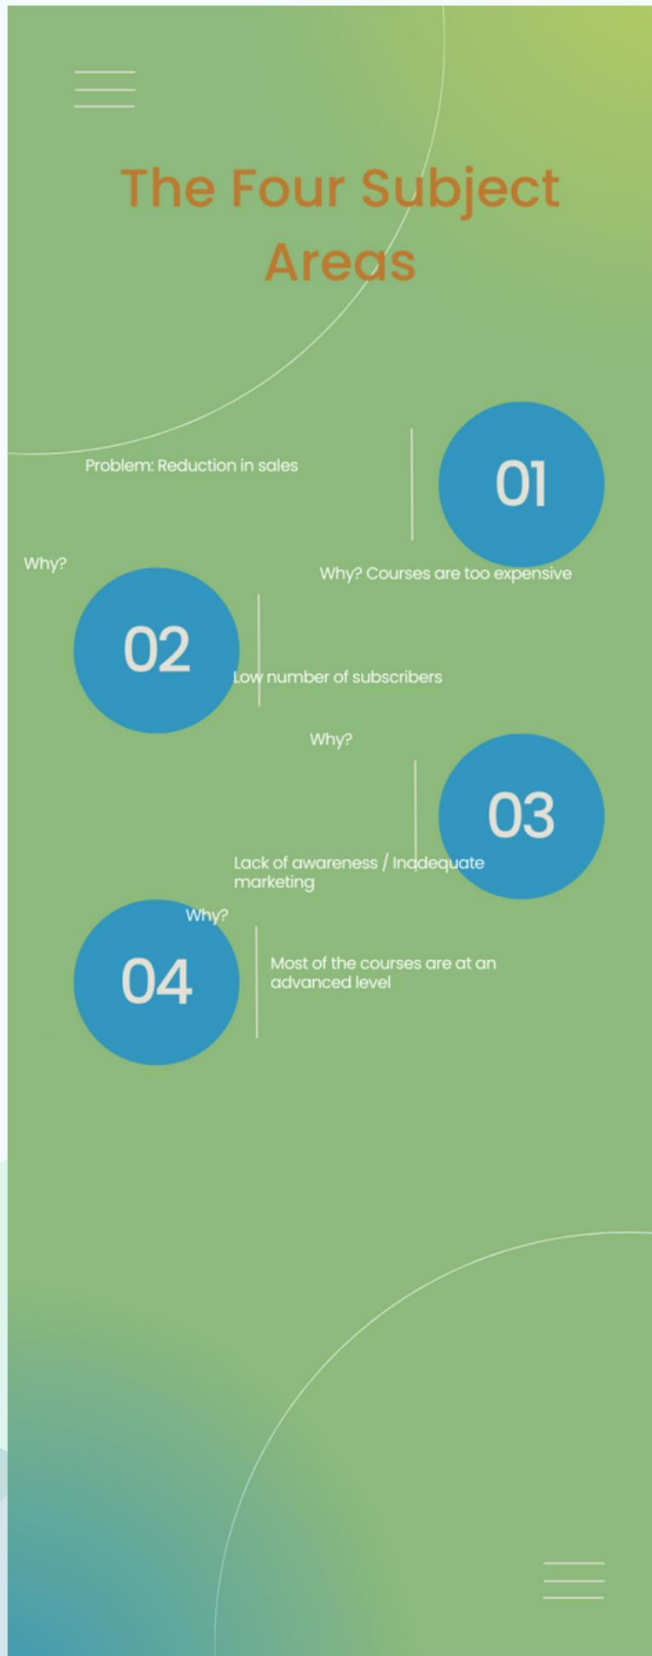 The Four Subject
Areas
01
Problem: Reduction in sales
Why?
Why? Courses are too expensive
02
Low number of subscribers
Why?
03
Lack of awareness / Inadequate
marketing
Why?
04
Most of the courses are at an
advanced level